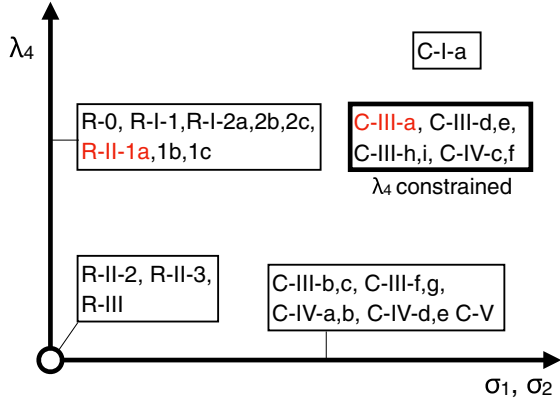 λ₄
C-I-a
R-0, R-I-1,R-I-2a,2b,2c,
R-II-1a,1b,1c
C-III-a, C-III-d,e,
C-III-h,i, C-IV-c,f
λ₄ constrained
R-II-2, R-II-3,
R-III
C-III-b,c, C-III-f,g,
C-IV-a,b, C-IV-d,e C-V
σ₁, σ₂